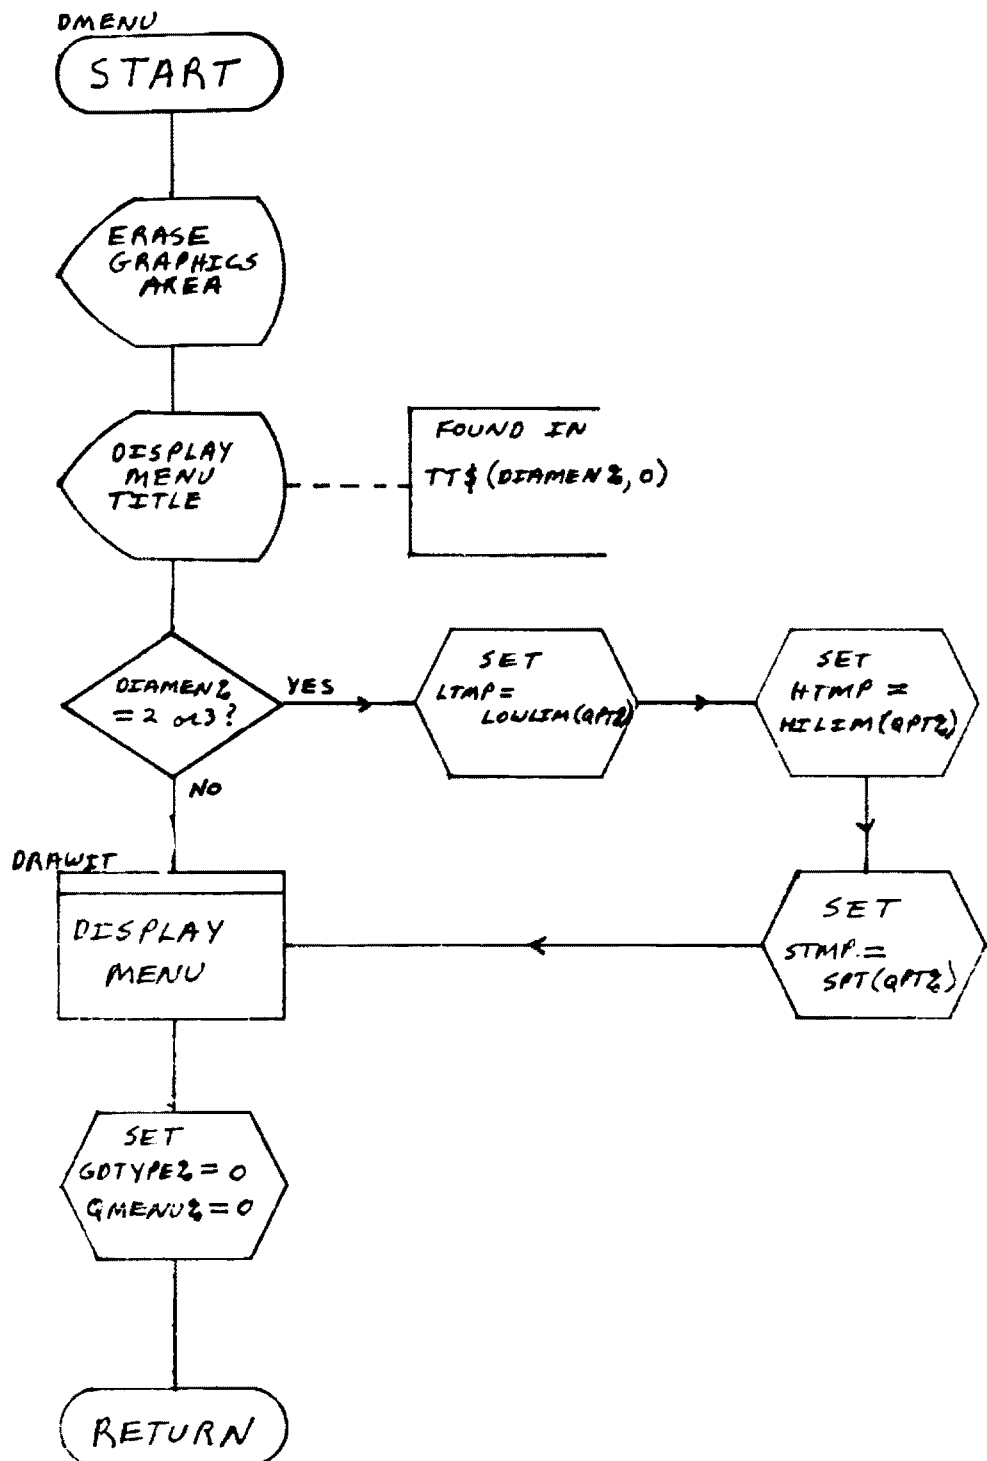 DMENU
START
ERASE
GRAPHICS
AREA
DISPLAY
MENU
TITLE
FOUND IN
TT$(DIAMEN%, 0)
DIAMEN%
= 2 or 3?
YES
NO
SET
LTMP =
LOWLIM(QPT%)
SET
HTMP =
HILIM(QPT%)
SET
STMP =
SPT(QPT%)
DRAWIT
DISPLAY
MENU
SET
GDTYPE% = 0
QMENU% = 0
RETURN